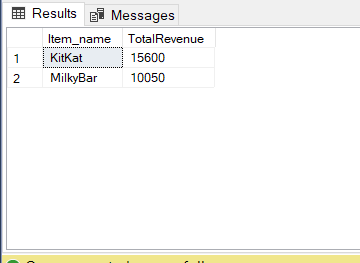 Results Messages
Item_name TotalRevenue
1 KitKat 15600
2 MilkyBar 10050